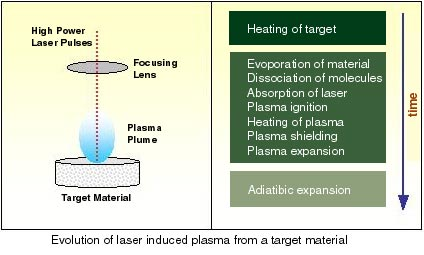 High Power
Laser Pulses
Focusing
Lens
Plasma
Plume
Target Material
Heating of target
Evoporation of material
Dissociation of molecules
Absorption of laser
Plasma ignition
Heating of plasma
Plasma shielding
Plasma expansion
Adiatibic expansion
time
Evolution of laser induced plasma from a target material